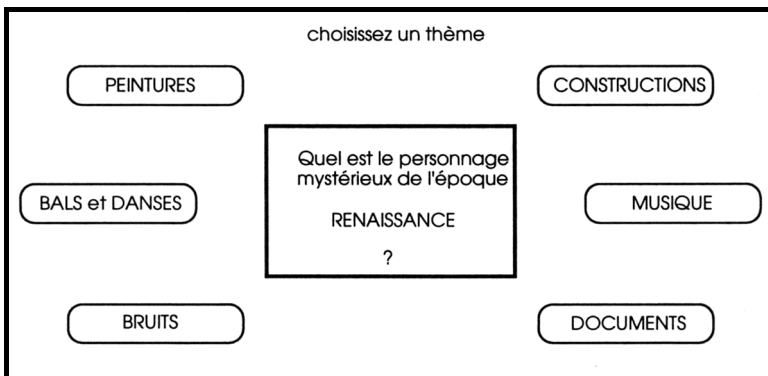 choisissez un thème
PEINTURES
CONSTRUCTIONS
Quel est le personnage
mystérieux de l'époque
RENAISSANCE
?
BALS et DANSES
MUSIQUE
BRUITS
DOCUMENTS